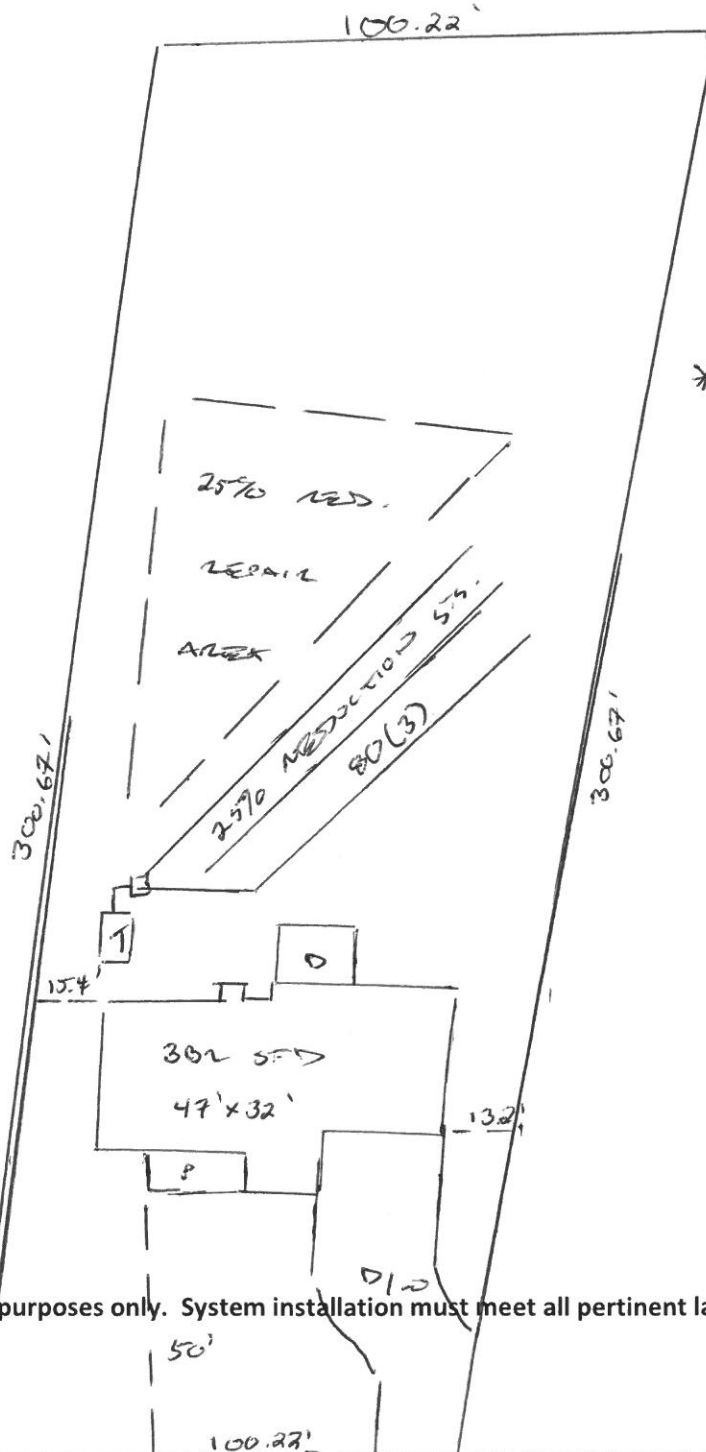 100.22'
*
25% RED.
REPAIR
AREA
25% REDUCTION SYS.
80(3)
300.67'
300.67'
T
D
15.4'
3BR SFD
47' x 32'
13.2'
P
D/W
purposes only. System installation must meet all pertinent la
50'
100.22'